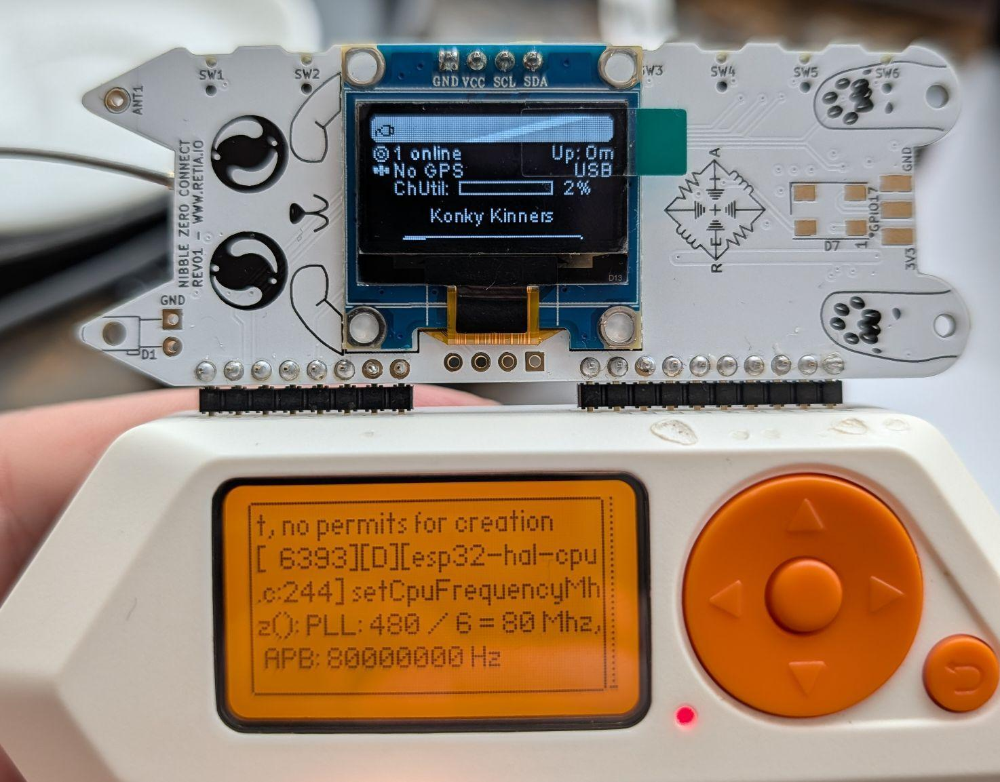 SW1
SW2
SW3
SW4
SW5
SW6
ANT1
GND VCC SCL SDA
1 online Up: 0m
No GPS USB
ChUtil: 2%
Konky Kinners
D13
NIBBLE ZERO CONNECT
REV01 – WWW.RETIA.IO
GND
D1
R E A
D7
1
GND
GPIO17
3V3
t, no permits for creation
[ 6393][D][esp32-hal-cpu
.c:244] setCpuFrequencyMh
z(): PLL: 480 / 6 = 80 Mhz,
APB: 80000000 Hz